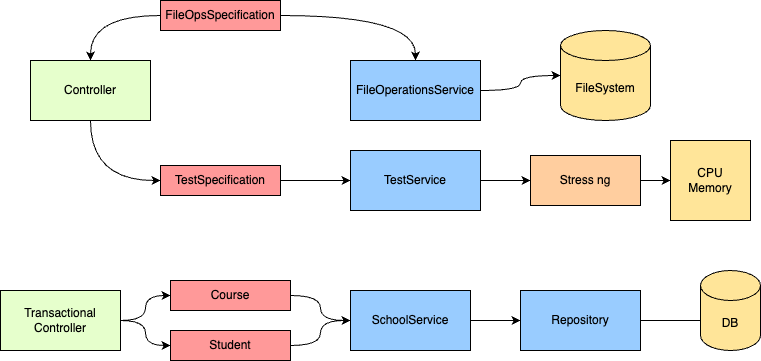 FileOpsSpecification
Controller
FileOperationsService
FileSystem
TestSpecification
TestService
Stress ng
CPU
Memory
Transactional
Controller
Course
Student
SchoolService
Repository
DB